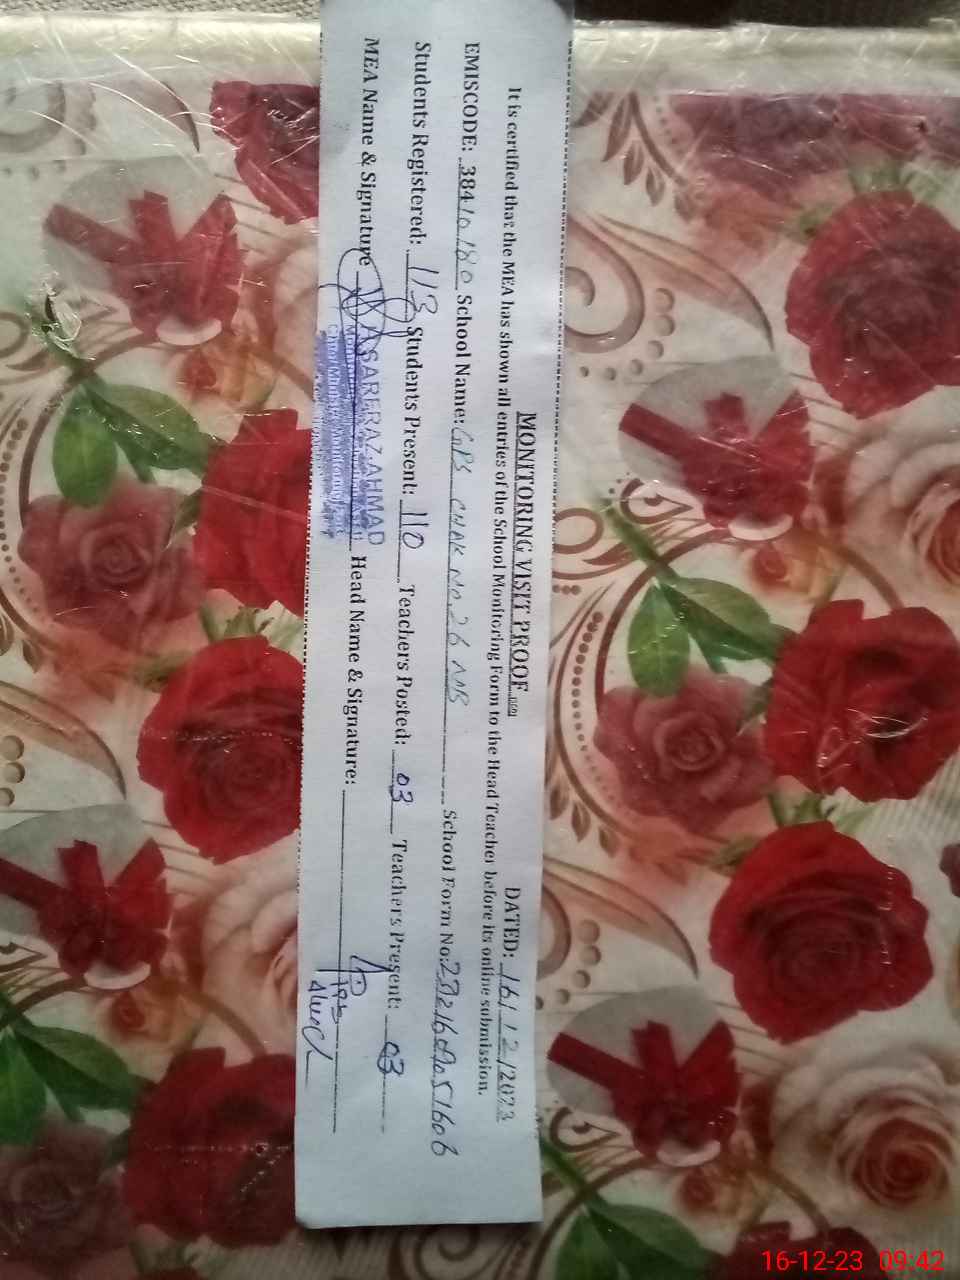 MONITORING VISIT PROOF DATED: 16/12/2023
It is certified that the MEA has shown all entries of the School Monitoring Form to the Head Teacher before its online submission.
EMISCODE: 38410180 School Name: GPS CHAK NO.26 MB School Form No:
Students Registered: 113 Students Present: 110 Teachers Posted: 03 Teachers Present: 03
MEA Name & Signature ASARERAZ AHMAD Head Name & Signature:
16-12-23 09:42